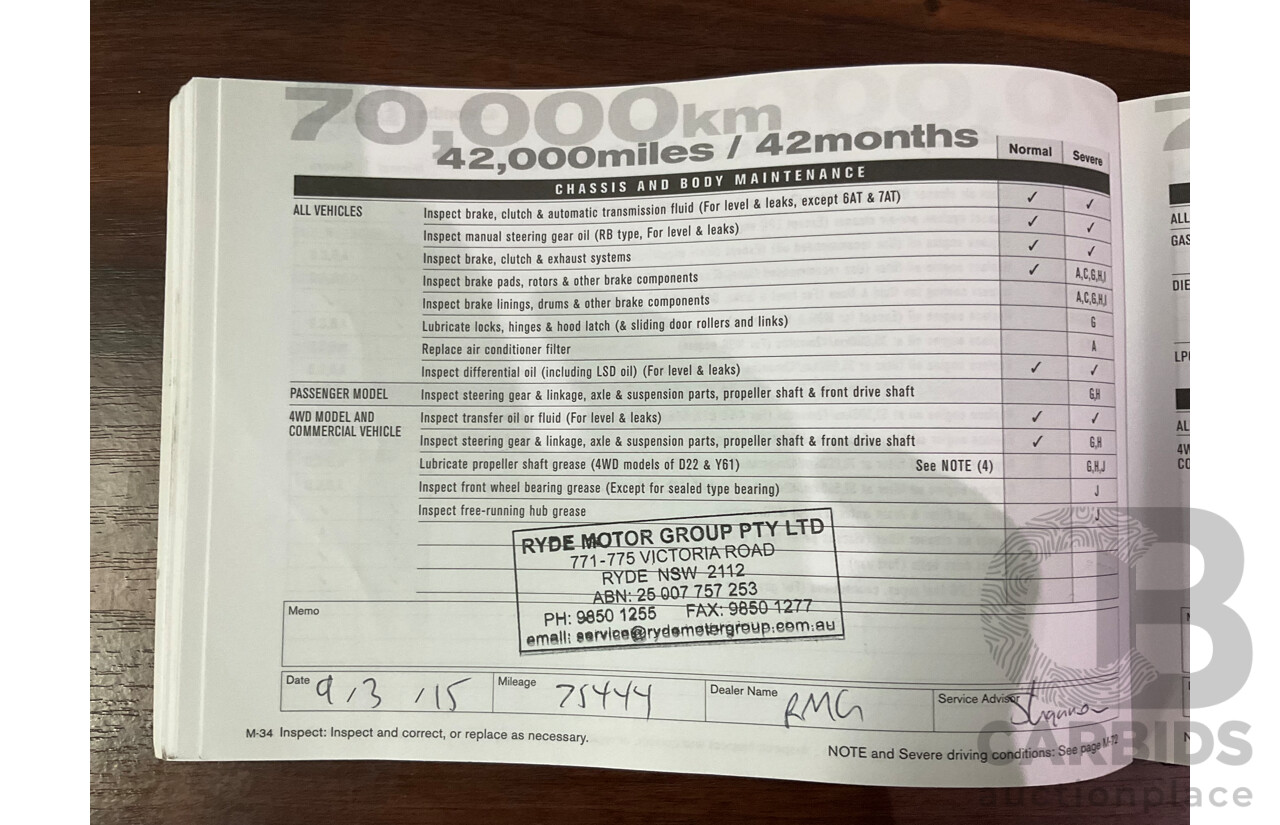 70,000km
42,000miles / 42months
Normal Severe
CHASSIS AND BODY MAINTENANCE
ALL VEHICLES Inspect brake, clutch & automatic transmission fluid (For level & leaks, except 6AT & 7AT) ✓ ✓
Inspect manual steering gear oil (RB type, For level & leaks) ✓ ✓
Inspect brake, clutch & exhaust systems ✓ ✓
Inspect brake pads, rotors & other brake components ✓ A,C,G,H,I
Inspect brake linings, drums & other brake components A,C,G,H,I
Lubricate locks, hinges & hood latch (& sliding door rollers and links) G
Replace air conditioner filter A
Inspect differential oil (including LSD oil) (For level & leaks) ✓ ✓
PASSENGER MODEL Inspect steering gear & linkage, axle & suspension parts, propeller shaft & front drive shaft G,H
4WD MODEL AND
COMMERCIAL VEHICLE
Inspect transfer oil or fluid (For level & leaks) ✓ ✓
Inspect steering gear & linkage, axle & suspension parts, propeller shaft & front drive shaft ✓ G,H
Lubricate propeller shaft grease (4WD models of D22 & Y61) See NOTE (4) G,H,J
Inspect front wheel bearing grease (Except for sealed type bearing) J
Inspect free-running hub grease J
RYDE MOTOR GROUP PTY LTD
771-775 VICTORIA ROAD
RYDE NSW 2112
ABN: 25 007 757 253
PH: 9850 1255 FAX: 9850 1277
email: service@rydemotorgroup.com.au
Memo
Date 9/3/15 Mileage 75444 Dealer Name RMG Service Advisor
M-34 Inspect: Inspect and correct, or replace as necessary.
NOTE and Severe driving conditions: See page M-72
ALL
GAS
DIE
LP
AL
4W
CO
CARBIDS
auctionplace